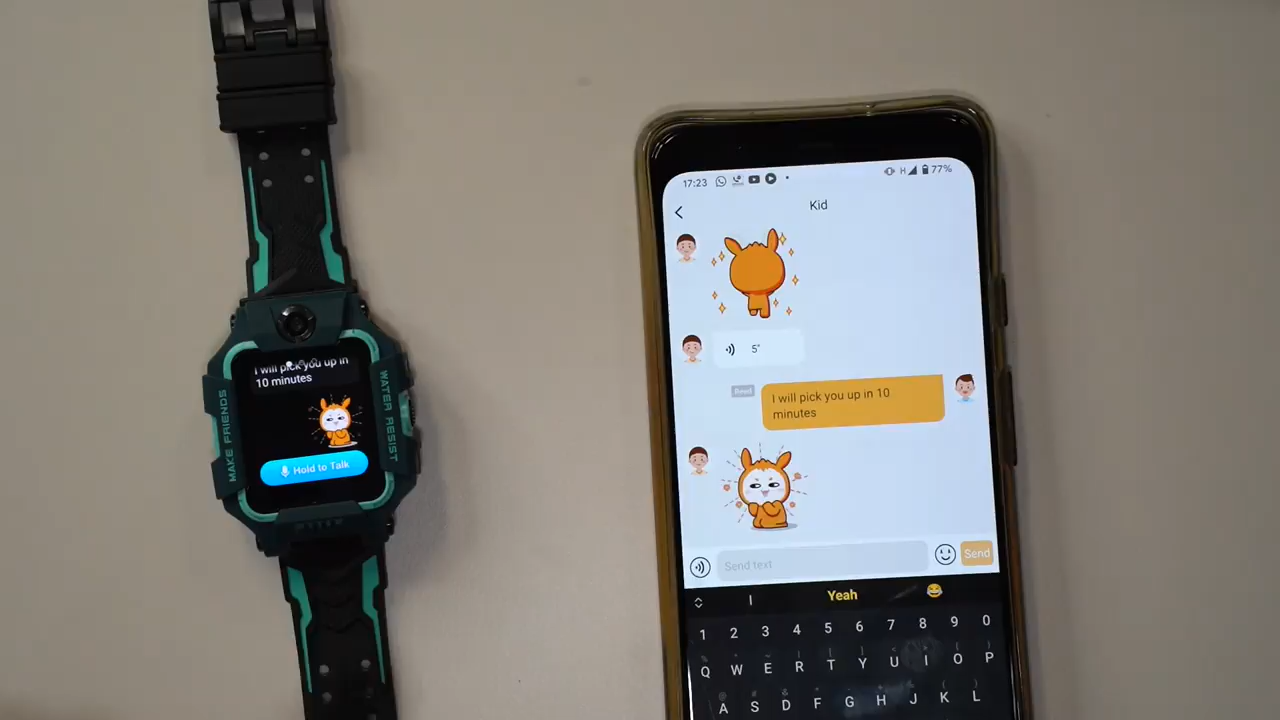 I will pick you up in
10 minutes
Hold to Talk
MAKE FRIENDS
WATER RESIST
17:23
H
77%
Kid
5"
Read
I will pick you up in 10
minutes
Send text
Send
I
Yeah
1 2 3 4 5 6 7 8 9 0
Q W E R T Y U I O P
A S D F G H J K L